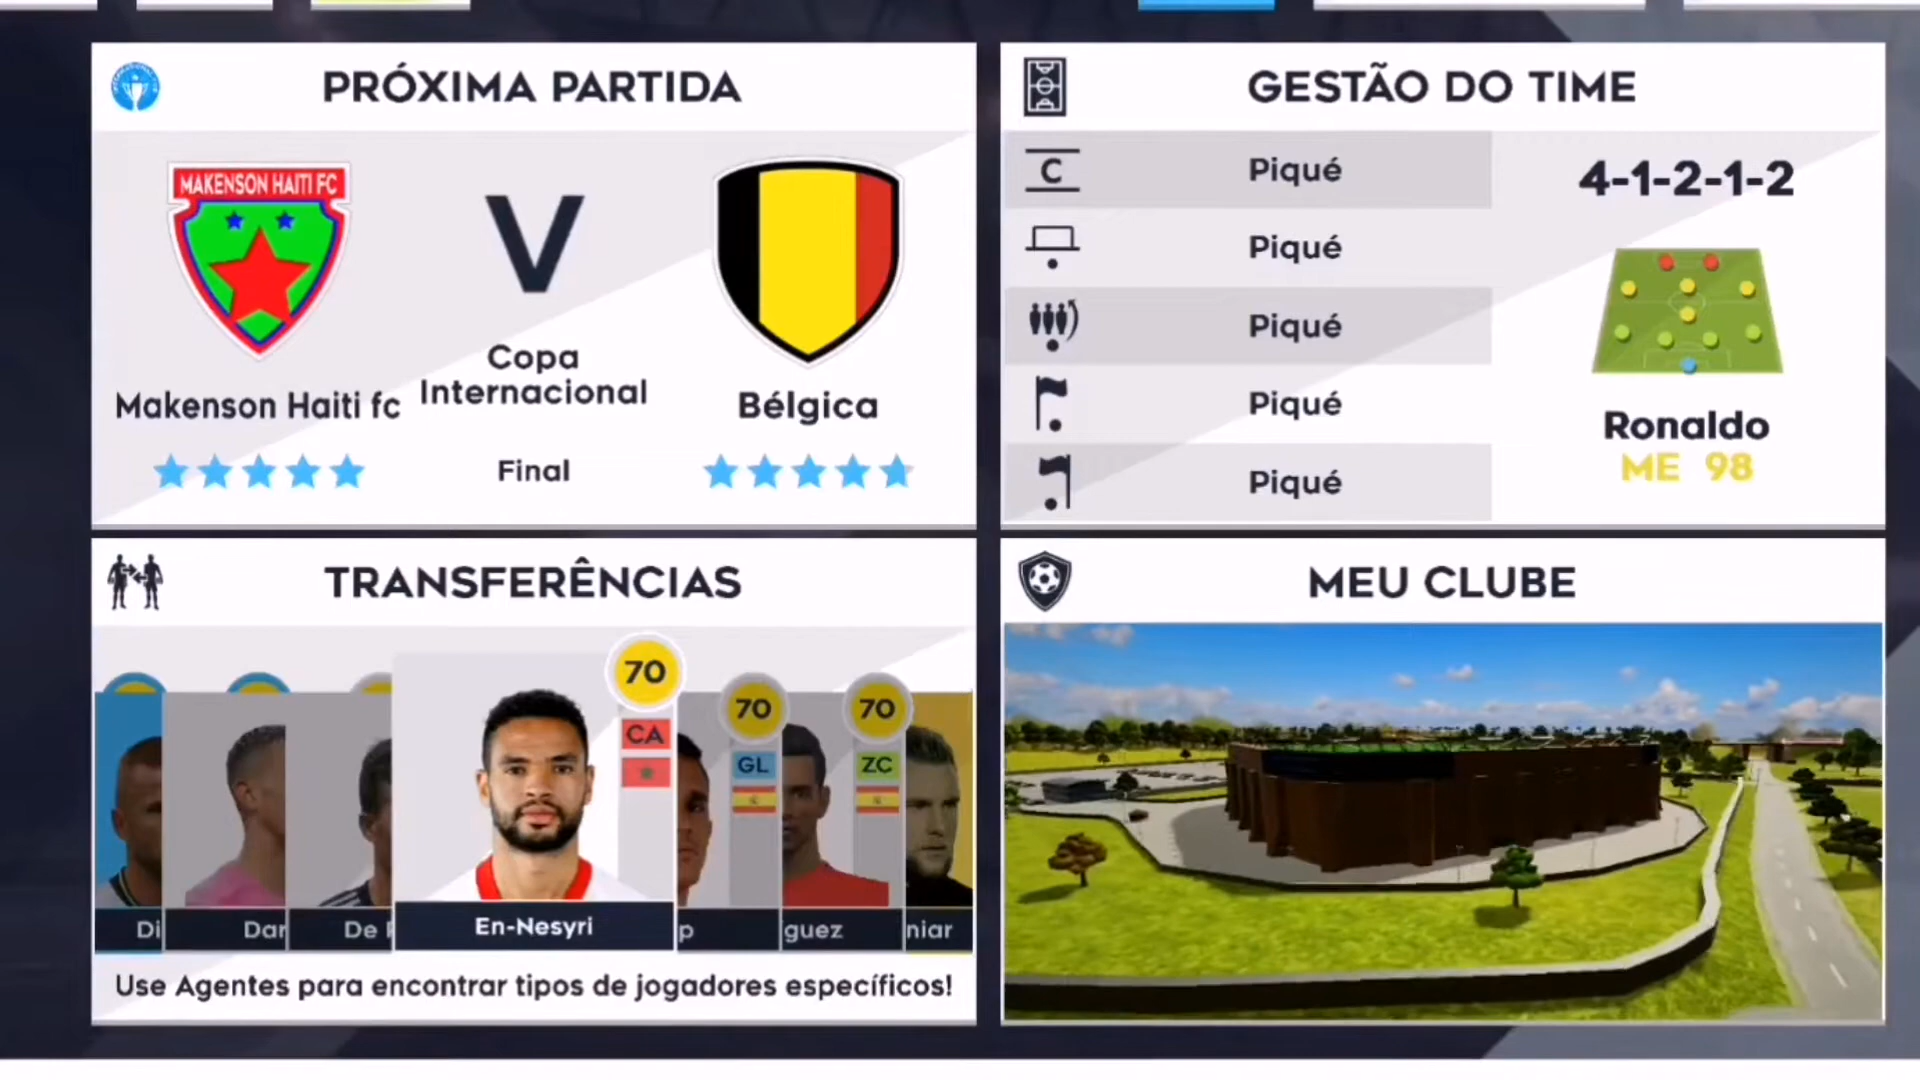 PRÓXIMA PARTIDA
MAKENSON HAITI FC
V
Copa
Internacional
Makenson Haiti fc
Bélgica
Final
GESTÃO DO TIME
C
Piqué
Piqué
Piqué
Piqué
Piqué
4-1-2-1-2
Ronaldo
ME 98
TRANSFERÊNCIAS
70
CA
70
GL
70
ZC
Di
Dar
De
En-Nesyri
p
guez
niar
Use Agentes para encontrar tipos de jogadores específicos!
MEU CLUBE